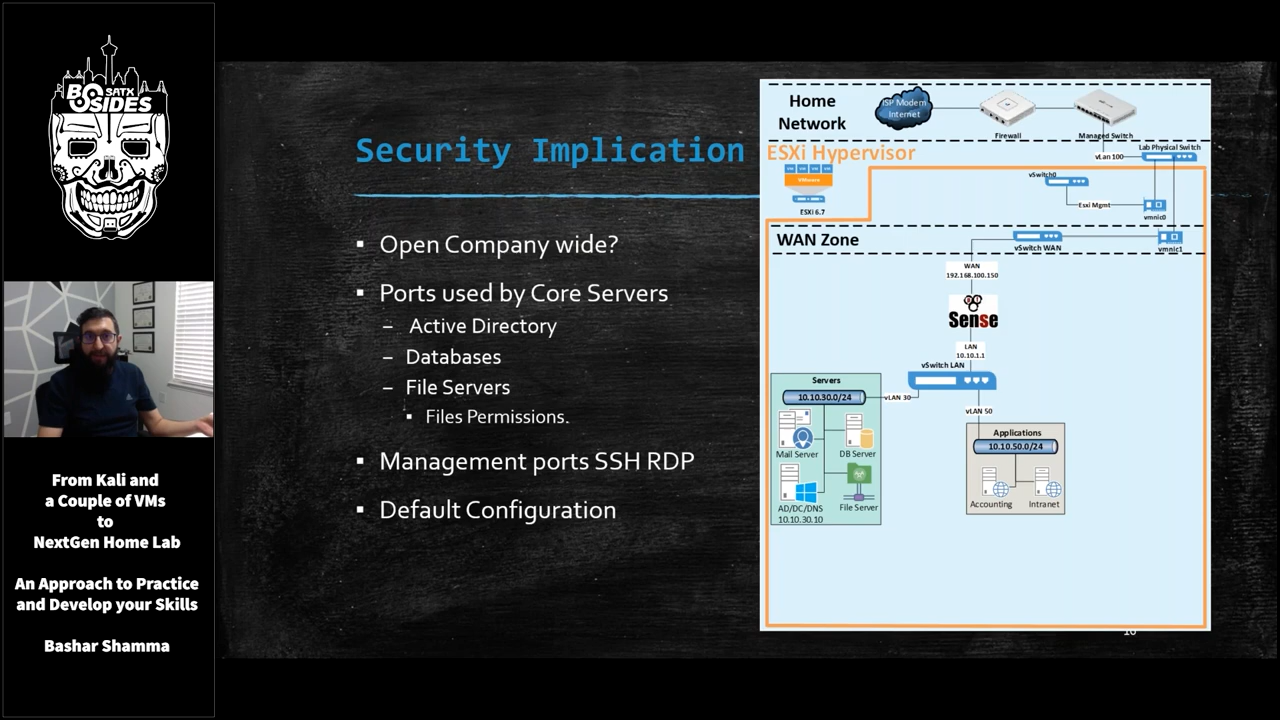 BSIDES
SATX
From Kali and
a Couple of VMs
to
NextGen Home Lab
An Approach to Practice
and Develop your Skills
Bashar Shamma
Security Implication
▪ Open Company wide?
▪ Ports used by Core Servers
– Active Directory
– Databases
– File Servers
▪ Files Permissions.
▪ Management ports SSH RDP
▪ Default Configuration
Home
Network
ISP Modem
Internet
Firewall
Managed Switch
ESXi Hypervisor
vLan 100
Lab Physical Switch
VMware
ESXi 6.7
vSwitch0
Esxi Mgmt
vmnic0
WAN Zone
vSwitch WAN
vmnic1
WAN
192.168.100.150
pf
Sense
LAN
10.10.1.1
vSwitch LAN
Servers
10.10.30.0/24
vLAN 30
vLAN 50
Mail Server
DB Server
AD/DC/DNS
10.10.30.10
File Server
Applications
10.10.50.0/24
Accounting
Intranet